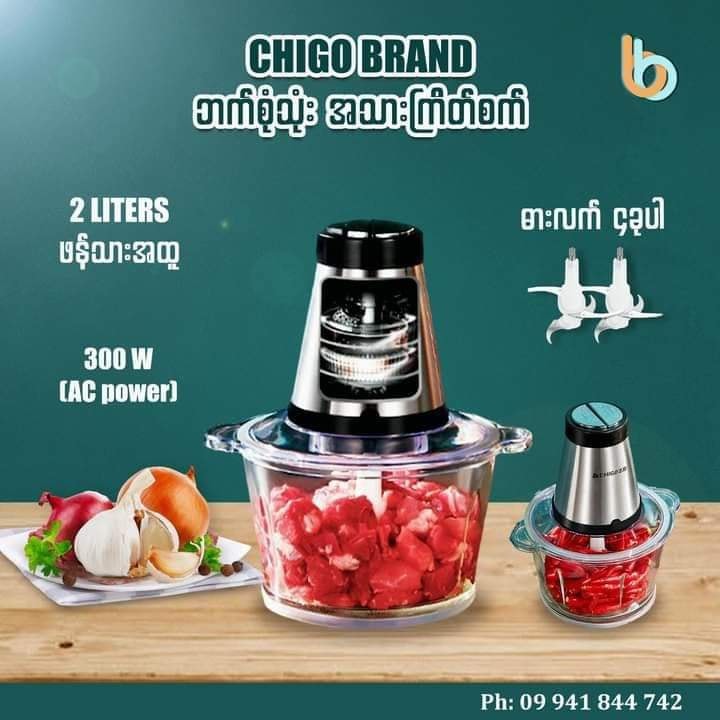 CHIGO BRAND
ဘက်စုံသုံး အသားကြိတ်စက်
2 LITERS
ဖန်သားအထူ
ဓားလက် ၄ခုပါ
300 W
(AC power)
Ph: 09 941 844 742